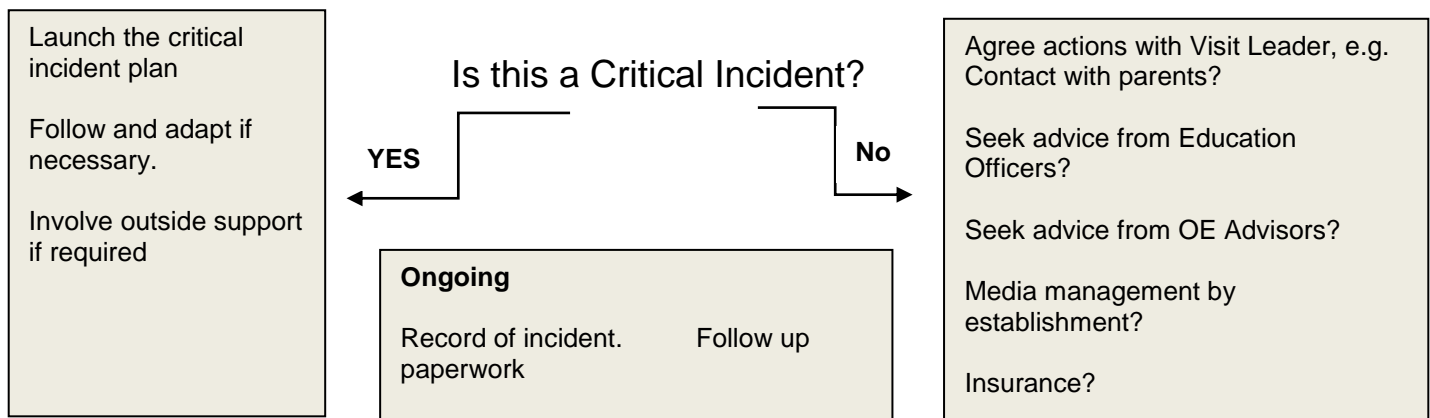 Launch the critical
incident plan
Follow and adapt if
necessary.
Involve outside support
if required
Is this a Critical Incident?
YES
No
Ongoing
Record of incident. Follow up
paperwork
Agree actions with Visit Leader, e.g.
Contact with parents?
Seek advice from Education
Officers?
Seek advice from OE Advisors?
Media management by
establishment?
Insurance?